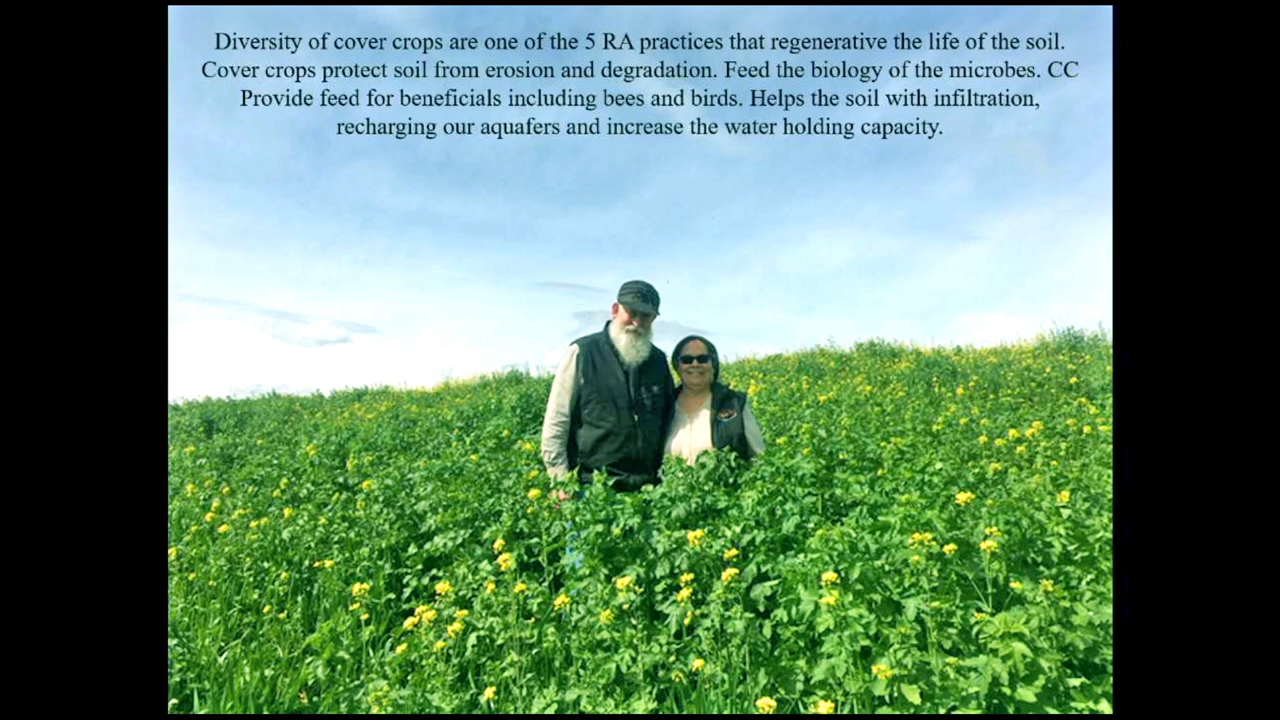 Diversity of cover crops are one of the 5 RA practices that regenerative the life of the soil.
Cover crops protect soil from erosion and degradation. Feed the biology of the microbes. CC
Provide feed for beneficials including bees and birds. Helps the soil with infiltration,
recharging our aquafers and increase the water holding capacity.